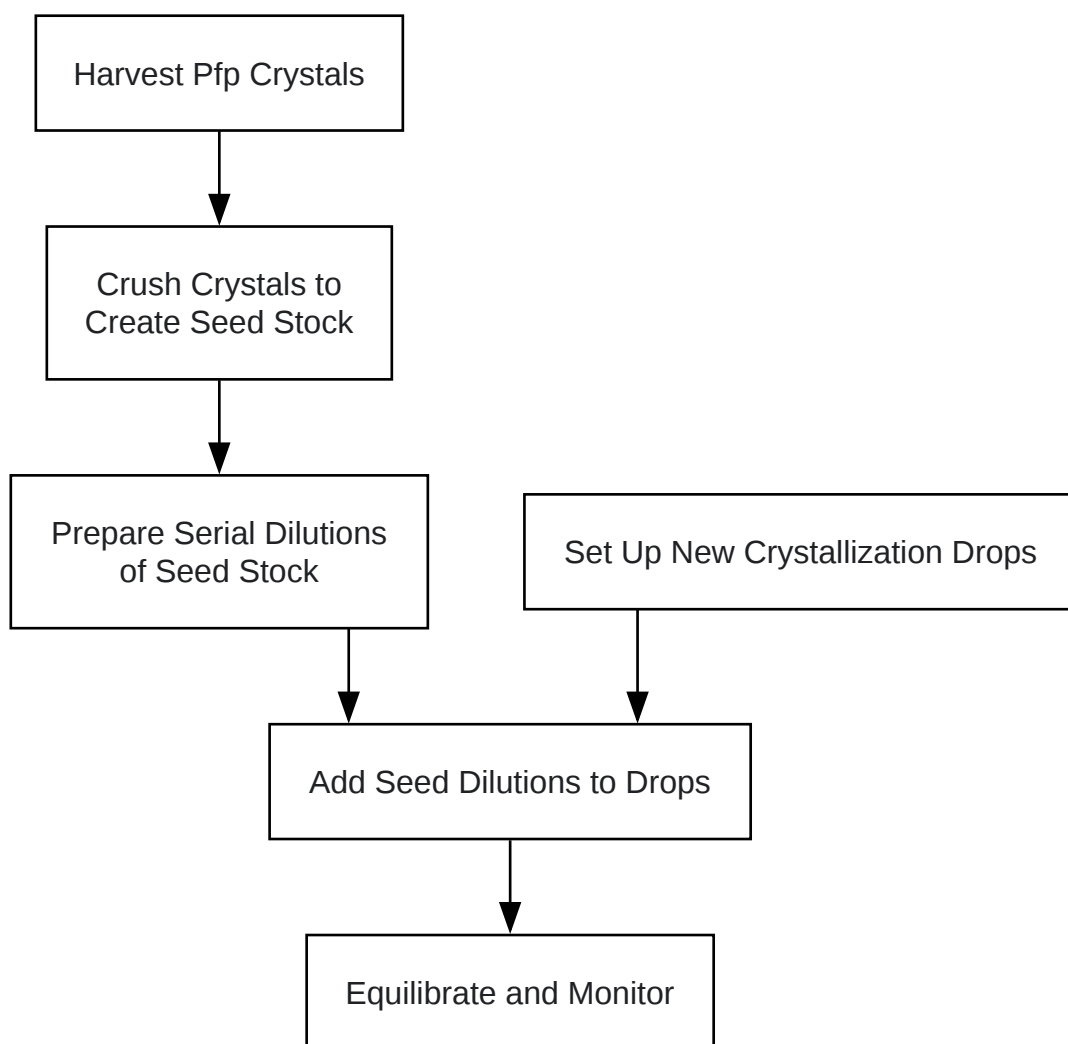 Harvest Pfp Crystals
Crush Crystals to
Create Seed Stock
Prepare Serial Dilutions
of Seed Stock
Set Up New Crystallization Drops
Add Seed Dilutions to Drops
Equilibrate and Monitor